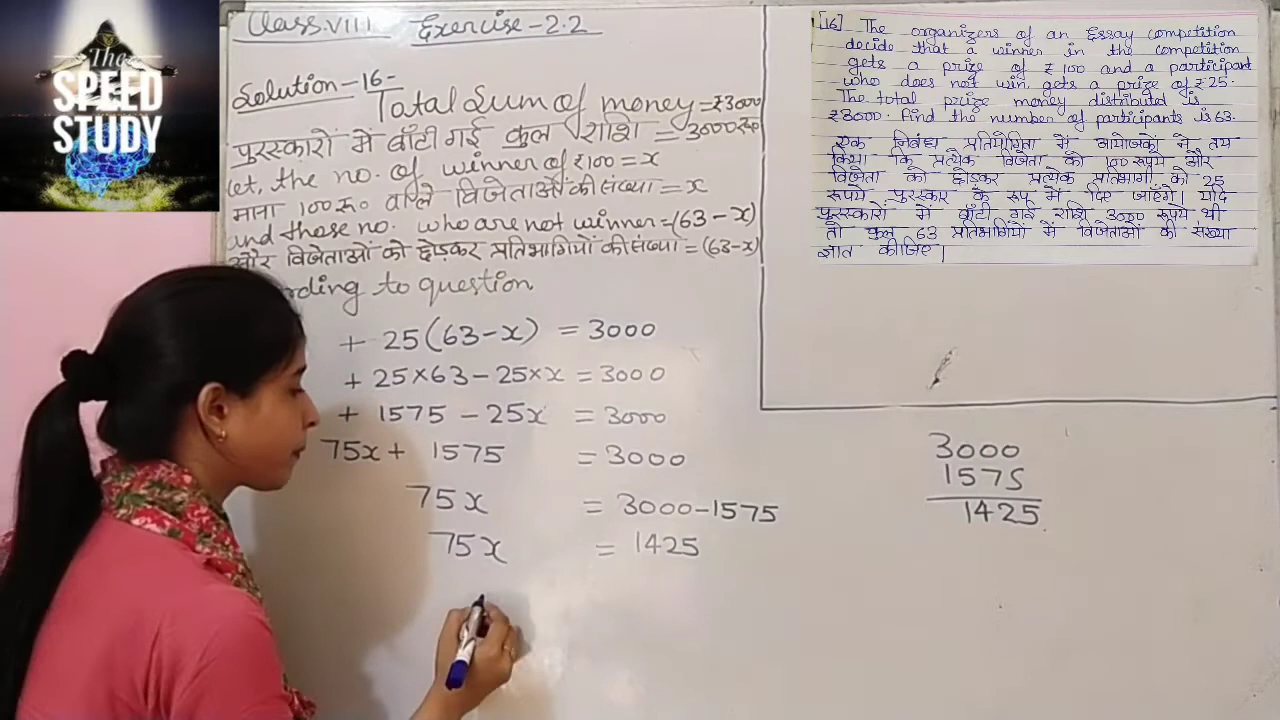 The
SPEED
STUDY
Class.VIII Exercise-2.2
Solution-16-
Total Sum of money=₹3000
पुरस्कारों में बाँटी गई कुल राशि = 3000रू०
Let, the no. of winner of ₹100 = x
माना 100रू० वाले विजेताओं की संख्या = x
and those no. who are not winner=(63-x)
और विजेताओं को छोड़कर प्रतिभागियों की संख्या =(63-x)
rding to question
+ 25(63-x) = 3000
+ 25×63-25×x = 3000
+ 1575 - 25x = 3000
75x+ 1575 = 3000
75x = 3000-1575
75x = 1425
[16] The organizers of an Essay competition
decide that a winner in the competition
gets a prize of ₹ 100 and a participant
who does not win gets a prize of ₹ 25
The total prize money distributed is
₹3000. find the number of participants is 63.
एक निबंध प्रतियोगिता में आयोजकों ने तय
किया कि प्रत्येक विजेता को 100 रुपये और
विजेता को छोड़कर प्रत्येक प्रतिभागी को 25
रुपये पुरस्कार के रूप में दिए जाएंगे यदि
पुरस्कारों में बाँटी गई राशि 3000 रुपये थी
तो कुल 63 प्रतिभागियों में विजेताओं की संख्या
ज्ञात कीजिए।
3000
1575
1425